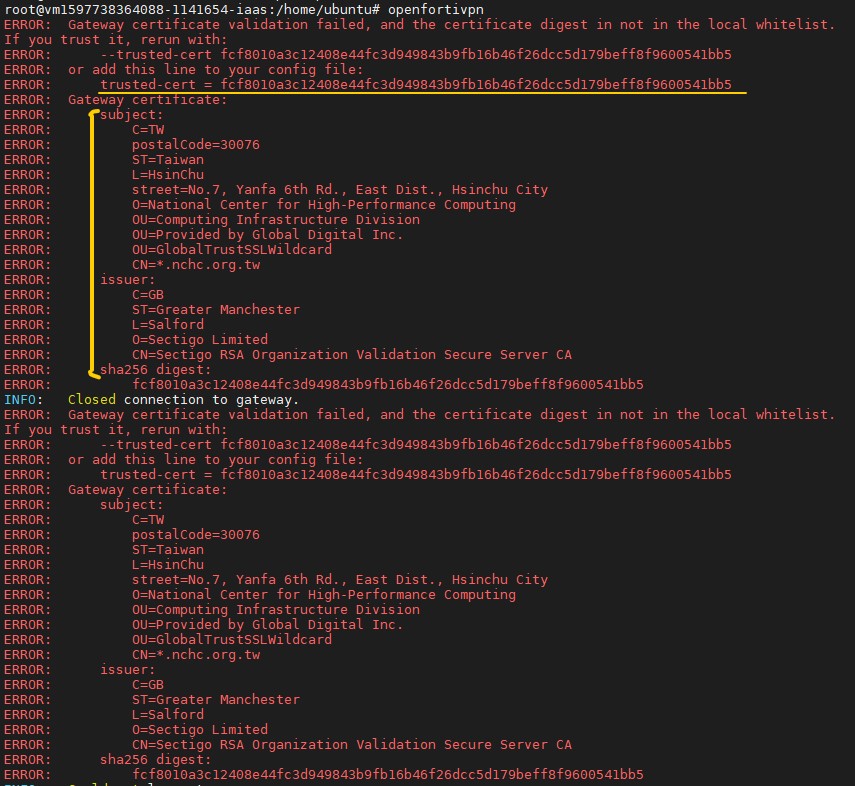 root@vm1597738364088-1141654-iaas:/home/ubuntu# openfortivpn
ERROR:  Gateway certificate validation failed, and the certificate digest in not in the local whitelist.
If you trust it, rerun with:
ERROR:      --trusted-cert fcf8010a3c12408e44fc3d949843b9fb16b46f26dcc5d179beff8f9600541bb5
ERROR:  or add this line to your config file:
ERROR:      trusted-cert = fcf8010a3c12408e44fc3d949843b9fb16b46f26dcc5d179beff8f9600541bb5
ERROR:  Gateway certificate:
ERROR:      subject:
ERROR:          C=TW
ERROR:          postalCode=30076
ERROR:          ST=Taiwan
ERROR:          L=HsinChu
ERROR:          street=No.7, Yanfa 6th Rd., East Dist., Hsinchu City
ERROR:          O=National Center for High-Performance Computing
ERROR:          OU=Computing Infrastructure Division
ERROR:          OU=Provided by Global Digital Inc.
ERROR:          OU=GlobalTrustSSLWildcard
ERROR:          CN=*.nchc.org.tw
ERROR:      issuer:
ERROR:          C=GB
ERROR:          ST=Greater Manchester
ERROR:          L=Salford
ERROR:          O=Sectigo Limited
ERROR:          CN=Sectigo RSA Organization Validation Secure Server CA
ERROR:      sha256 digest:
ERROR:          fcf8010a3c12408e44fc3d949843b9fb16b46f26dcc5d179beff8f9600541bb5
INFO:   Closed connection to gateway.
ERROR:  Gateway certificate validation failed, and the certificate digest in not in the local whitelist.
If you trust it, rerun with:
ERROR:      --trusted-cert fcf8010a3c12408e44fc3d949843b9fb16b46f26dcc5d179beff8f9600541bb5
ERROR:  or add this line to your config file:
ERROR:      trusted-cert = fcf8010a3c12408e44fc3d949843b9fb16b46f26dcc5d179beff8f9600541bb5
ERROR:  Gateway certificate:
ERROR:      subject:
ERROR:          C=TW
ERROR:          postalCode=30076
ERROR:          ST=Taiwan
ERROR:          L=HsinChu
ERROR:          street=No.7, Yanfa 6th Rd., East Dist., Hsinchu City
ERROR:          O=National Center for High-Performance Computing
ERROR:          OU=Computing Infrastructure Division
ERROR:          OU=Provided by Global Digital Inc.
ERROR:          OU=GlobalTrustSSLWildcard
ERROR:          CN=*.nchc.org.tw
ERROR:      issuer:
ERROR:          C=GB
ERROR:          ST=Greater Manchester
ERROR:          L=Salford
ERROR:          O=Sectigo Limited
ERROR:          CN=Sectigo RSA Organization Validation Secure Server CA
ERROR:      sha256 digest:
ERROR:          fcf8010a3c12408e44fc3d949843b9fb16b46f26dcc5d179beff8f9600541bb5